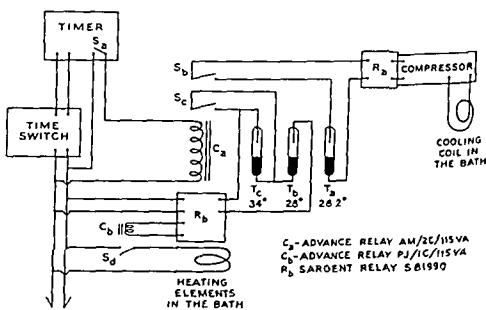 TIMER
Sa
TIME
SWITCH
Sb
Sc
Ra
COMPRESSOR
COOLING
COIL IN
THE BATH
Ca
Tc
34°
Tb
28°
Ta
28.2°
Rb
Cb
Sd
HEATING
ELEMENTS
IN THE BATH
Ca-ADVANCE RELAY AM/2C/115VA
Cb-ADVANCE RELAY PJ/1C/115VA
Rb SARGENT RELAY S81990